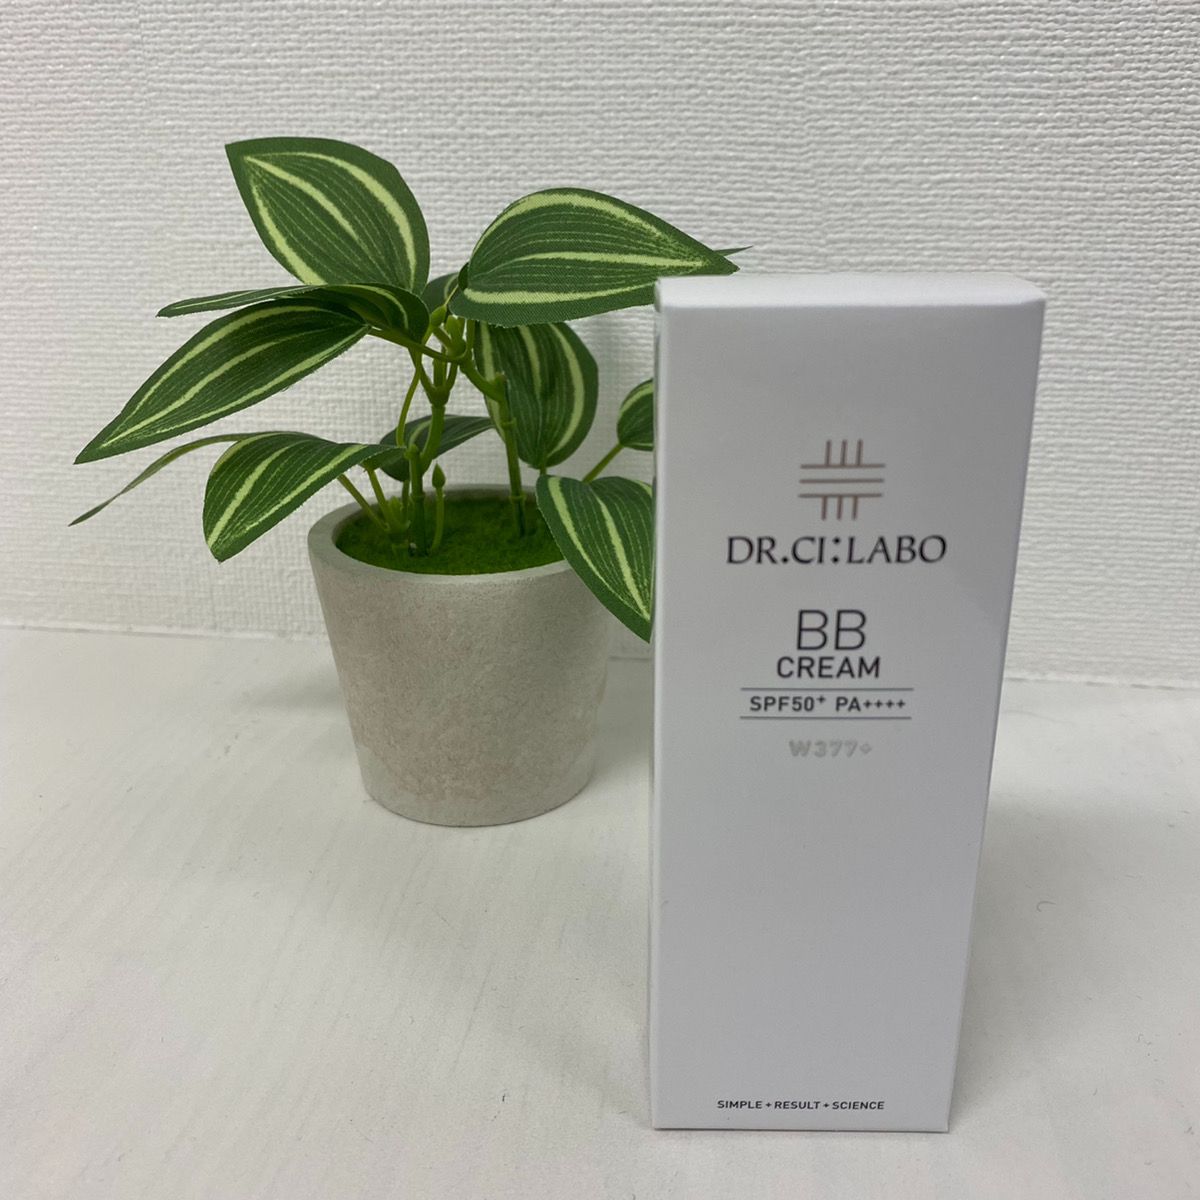 DR.CI:LABO
BB
CREAM
SPF50+ PA++++
W377+
SIMPLE+RESULT+SCIENCE